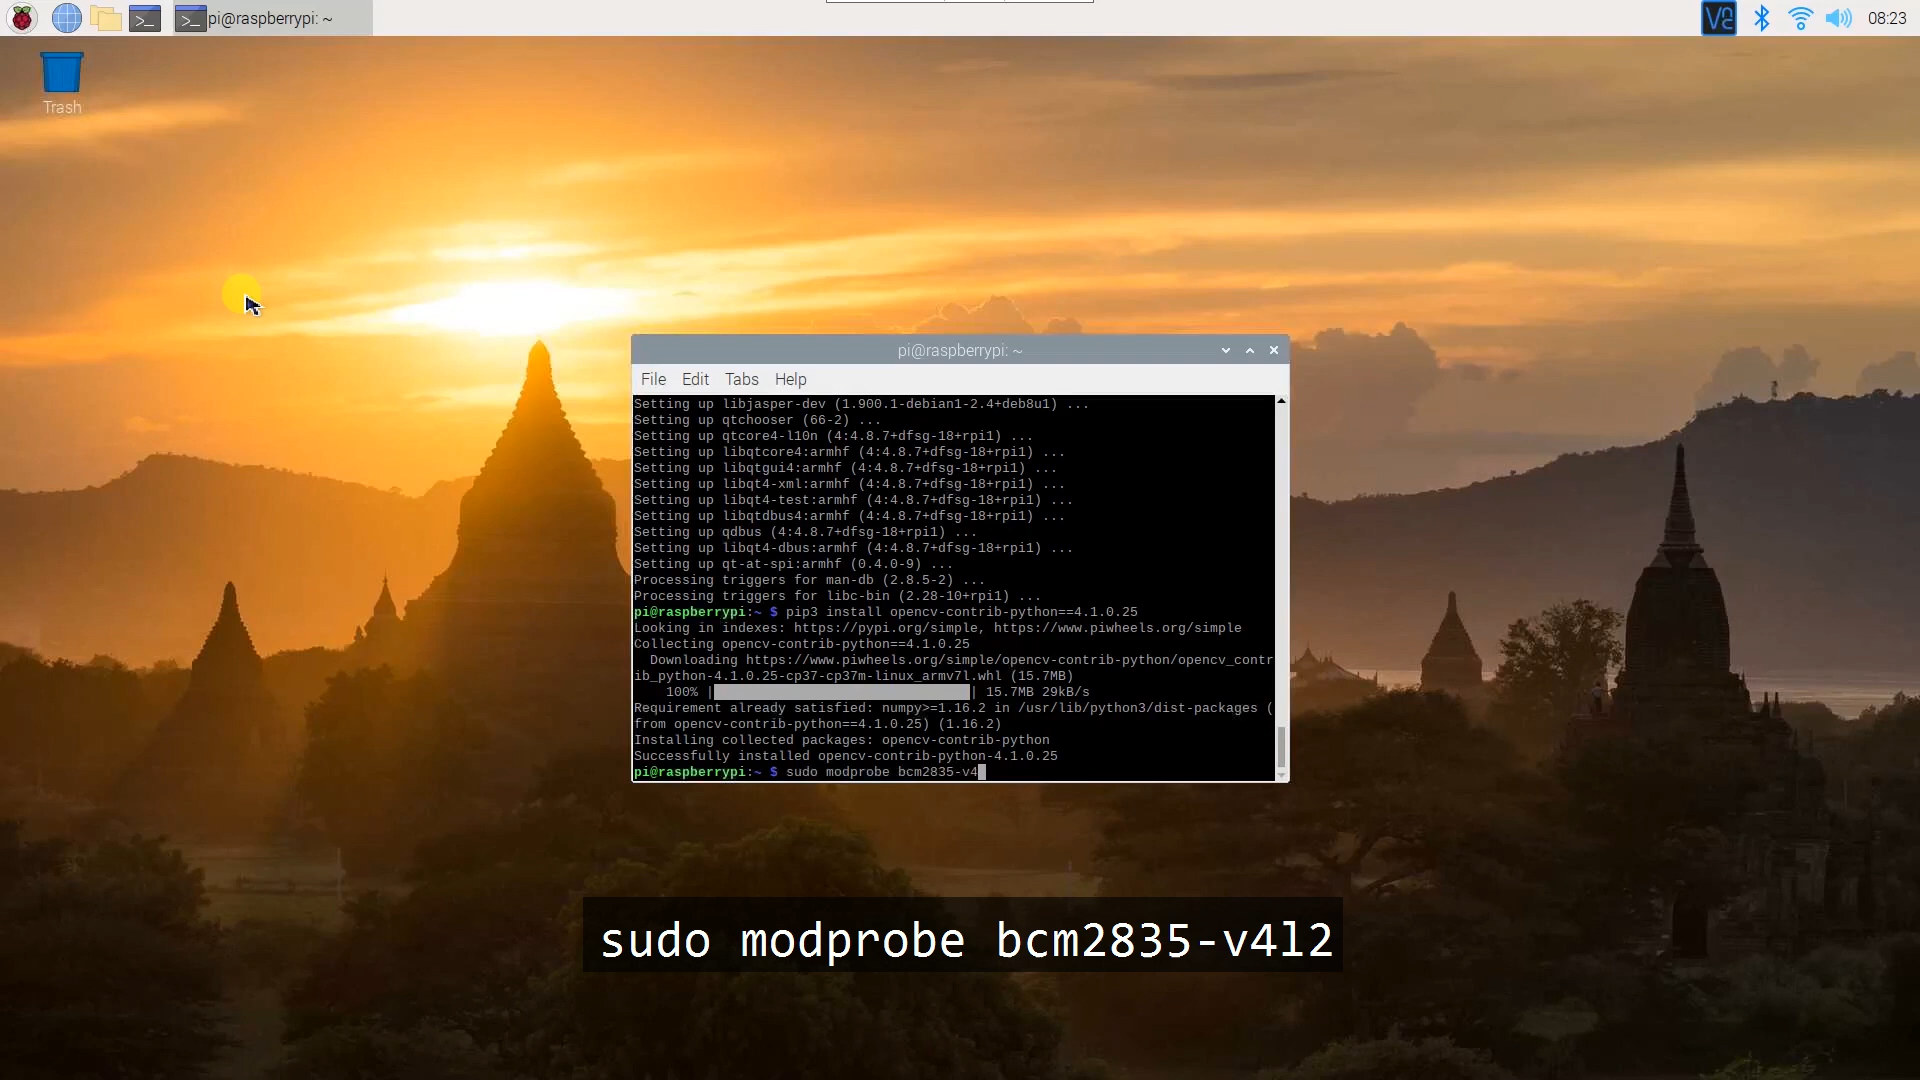 pi@raspberrypi: ~
08:23
Trash
pi@raspberrypi: ~
File Edit Tabs Help
Setting up libjasper-dev (1.900.1-debian1-2.4+deb8u1) ...
Setting up qtchooser (66-2) ...
Setting up qtcore4-l10n (4:4.8.7+dfsg-18+rpi1) ...
Setting up libqtcore4:armhf (4:4.8.7+dfsg-18+rpi1) ...
Setting up libqtgui4:armhf (4:4.8.7+dfsg-18+rpi1) ...
Setting up libqt4-xml:armhf (4:4.8.7+dfsg-18+rpi1) ...
Setting up libqt4-test:armhf (4:4.8.7+dfsg-18+rpi1) ...
Setting up libqtdbus4:armhf (4:4.8.7+dfsg-18+rpi1) ...
Setting up qdbus (4:4.8.7+dfsg-18+rpi1) ...
Setting up libqt4-dbus:armhf (4:4.8.7+dfsg-18+rpi1) ...
Setting up qt-at-spi:armhf (0.4.0-9) ...
Processing triggers for man-db (2.8.5-2) ...
Processing triggers for libc-bin (2.28-10+rpi1) ...
pi@raspberrypi:~ $ pip3 install opencv-contrib-python==4.1.0.25
Looking in indexes: https://pypi.org/simple, https://www.piwheels.org/simple
Collecting opencv-contrib-python==4.1.0.25
  Downloading https://www.piwheels.org/simple/opencv-contrib-python/opencv_contr
ib_python-4.1.0.25-cp37-cp37m-linux_armv7l.whl (15.7MB)
    100% || 15.7MB 29kB/s
Requirement already satisfied: numpy>=1.16.2 in /usr/lib/python3/dist-packages (
from opencv-contrib-python==4.1.0.25) (1.16.2)
Installing collected packages: opencv-contrib-python
Successfully installed opencv-contrib-python-4.1.0.25
pi@raspberrypi:~ $ sudo modprobe bcm2835-v4
sudo modprobe bcm2835-v4l2